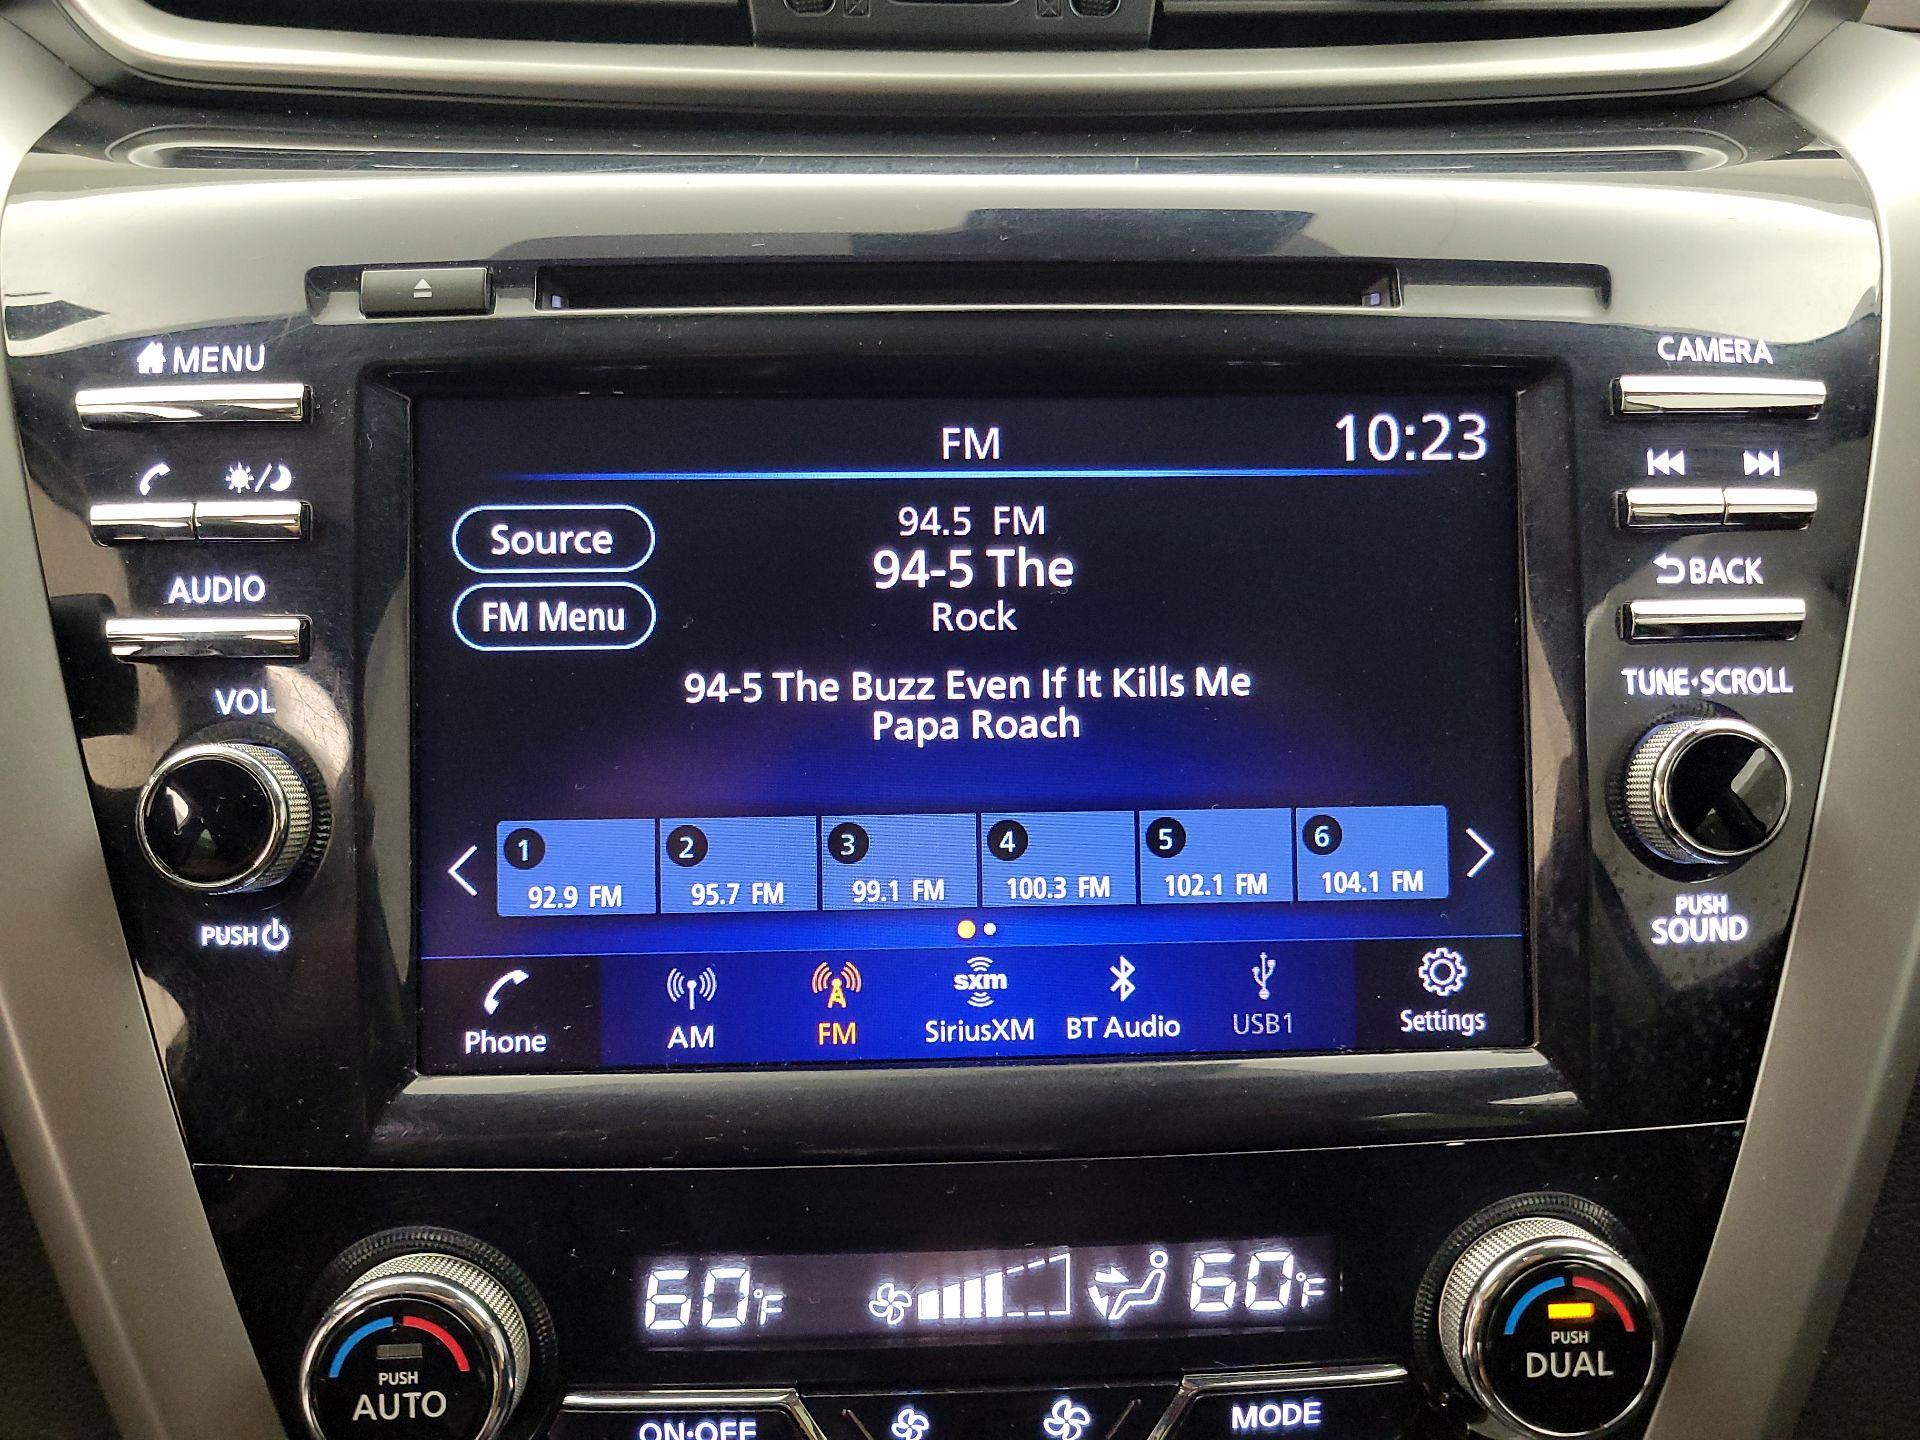 MENU
CAMERA
FM
10:23
Source
94.5 FM
94-5 The
Rock
FM Menu
AUDIO
BACK
94-5 The Buzz Even If It Kills Me
Papa Roach
VOL
TUNE·SCROLL
1
2
3
4
5
6
92.9 FM
95.7 FM
99.1 FM
100.3 FM
102.1 FM
104.1 FM
PUSH
PUSH
SOUND
sxm
Phone
AM
FM
SiriusXM
BT Audio
USB1
Settings
60°F
60°F
PUSH
AUTO
PUSH
DUAL
ON·OFF
MODE